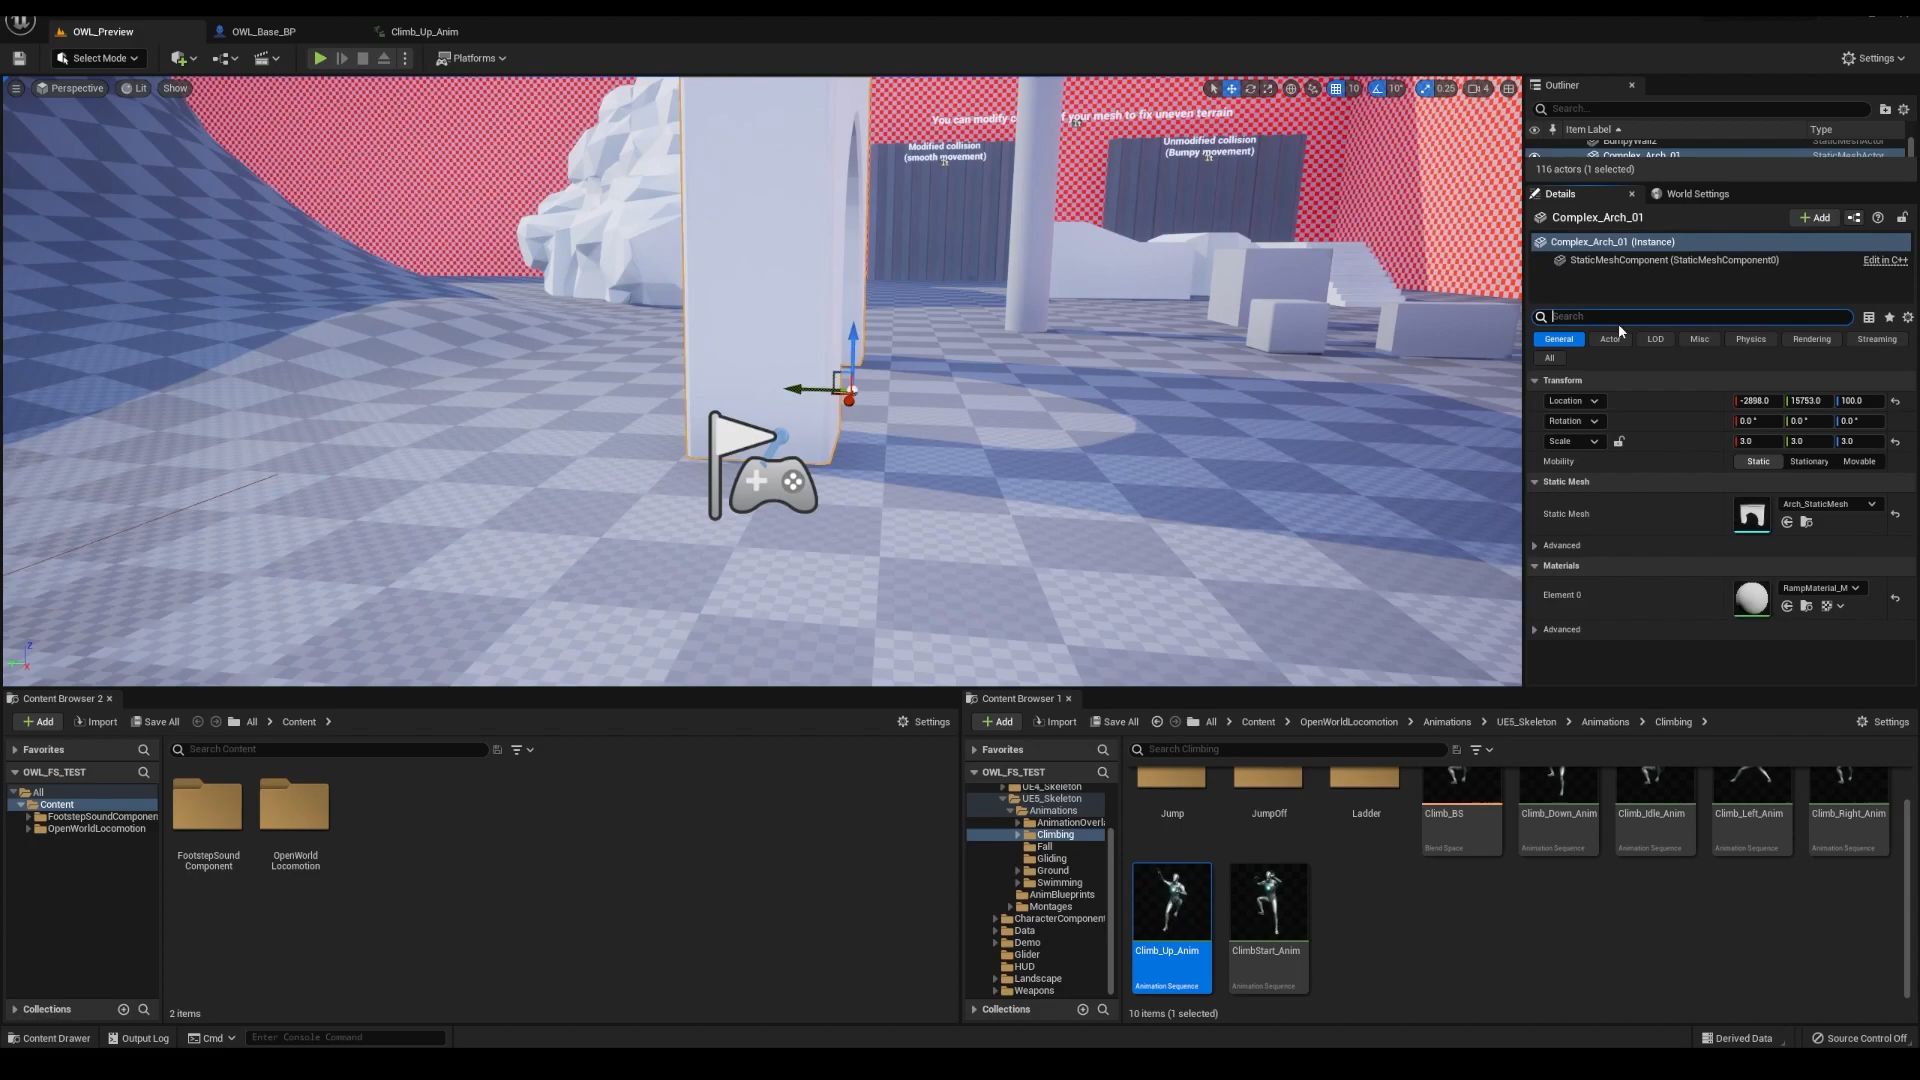 OWL_Preview
OWL_Base_BP
Climb_Up_Anim
Select Mode
Platforms
Settings
Perspective
Lit
Show
10
10°
0.25
4
You can modify c
f your mesh to fix uneven terrain
Modified collision
(smooth movement)
Unmodified collision
(Bumpy movement)
Outliner
Search...
Item Label
Type
BumpyWall2
StaticMeshActor
Complex_Arch_01
StaticMeshActor
116 actors (1 selected)
Details
World Settings
Complex_Arch_01
Add
Complex_Arch_01 (Instance)
StaticMeshComponent (StaticMeshComponent0)
Edit in C++
Search
General
Actor
LOD
Misc
Physics
Rendering
Streaming
All
Transform
Location
-2898.0
15753.0
100.0
Rotation
0.0 °
0.0 °
0.0 °
Scale
3.0
3.0
3.0
Mobility
Static
Stationary
Movable
Static Mesh
Static Mesh
Arch_StaticMesh
Advanced
Materials
Element 0
RampMaterial_M
Advanced
Content Browser 2
Add
Import
Save All
All
Content
Settings
Favorites
Search Content
OWL_FS_TEST
All
Content
FootstepSoundComponen
OpenWorldLocomotion
FootstepSound
Component
OpenWorld
Locomotion
Collections
2 items
Content Browser 1
Add
Import
Save All
All
Content
OpenWorldLocomotion
Animations
UE5_Skeleton
Animations
Climbing
Settings
Favorites
Search Climbing
OWL_FS_TEST
UE4_Skeleton
UE5_Skeleton
Animations
AnimationOverl
Climbing
Fall
Gliding
Ground
Swimming
AnimBlueprints
Montages
CharacterComponent
Data
Demo
Glider
HUD
Landscape
Weapons
Collections
Jump
JumpOff
Ladder
Climb_BS
Blend Space
Climb_Down_Anim
Animation Sequence
Climb_Idle_Anim
Animation Sequence
Climb_Left_Anim
Animation Sequence
Climb_Right_Anim
Animation Sequence
Climb_Up_Anim
Animation Sequence
ClimbStart_Anim
Animation Sequence
10 items (1 selected)
Content Drawer
Output Log
Cmd
Enter Console Command
Derived Data
Source Control Off